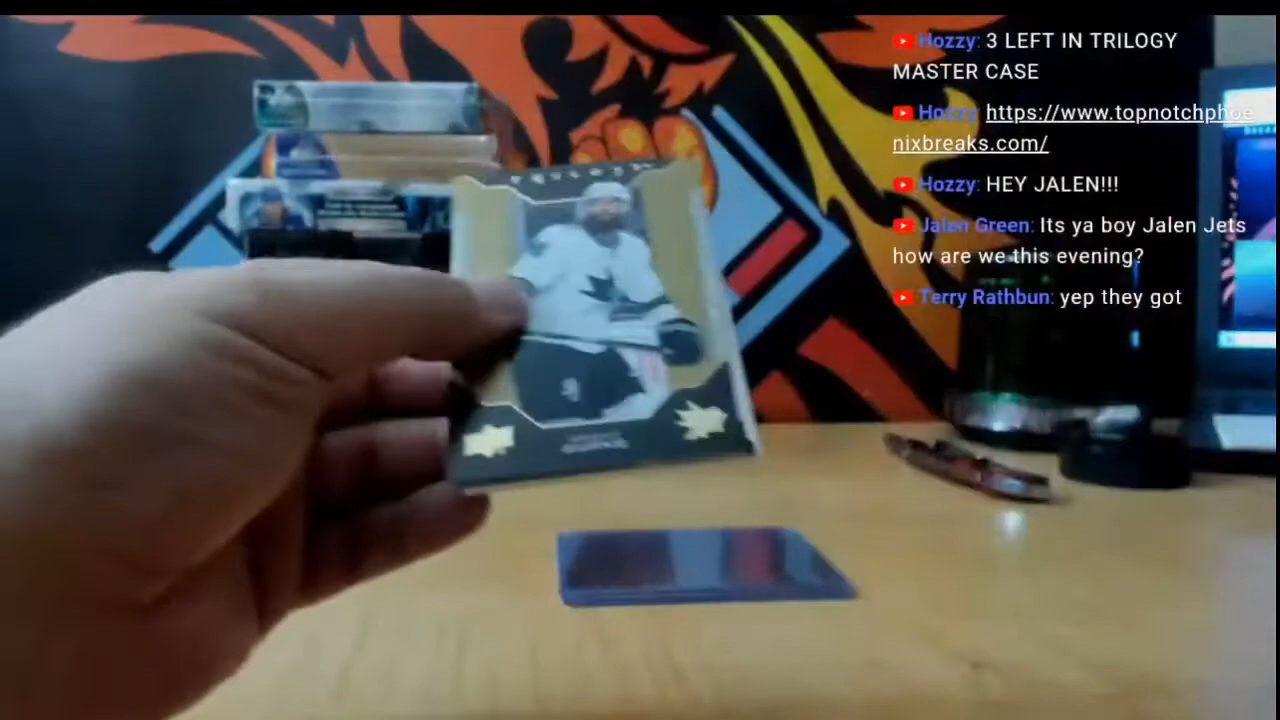 Hozzy: 3 LEFT IN TRILOGY
MASTER CASE
Hozzy: https://www.topnotchphoe
nixbreaks.com/
Hozzy: HEY JALEN!!!
Jalen Green: Its ya boy Jalen Jets
how are we this evening?
Terry Rathbun: yep they got